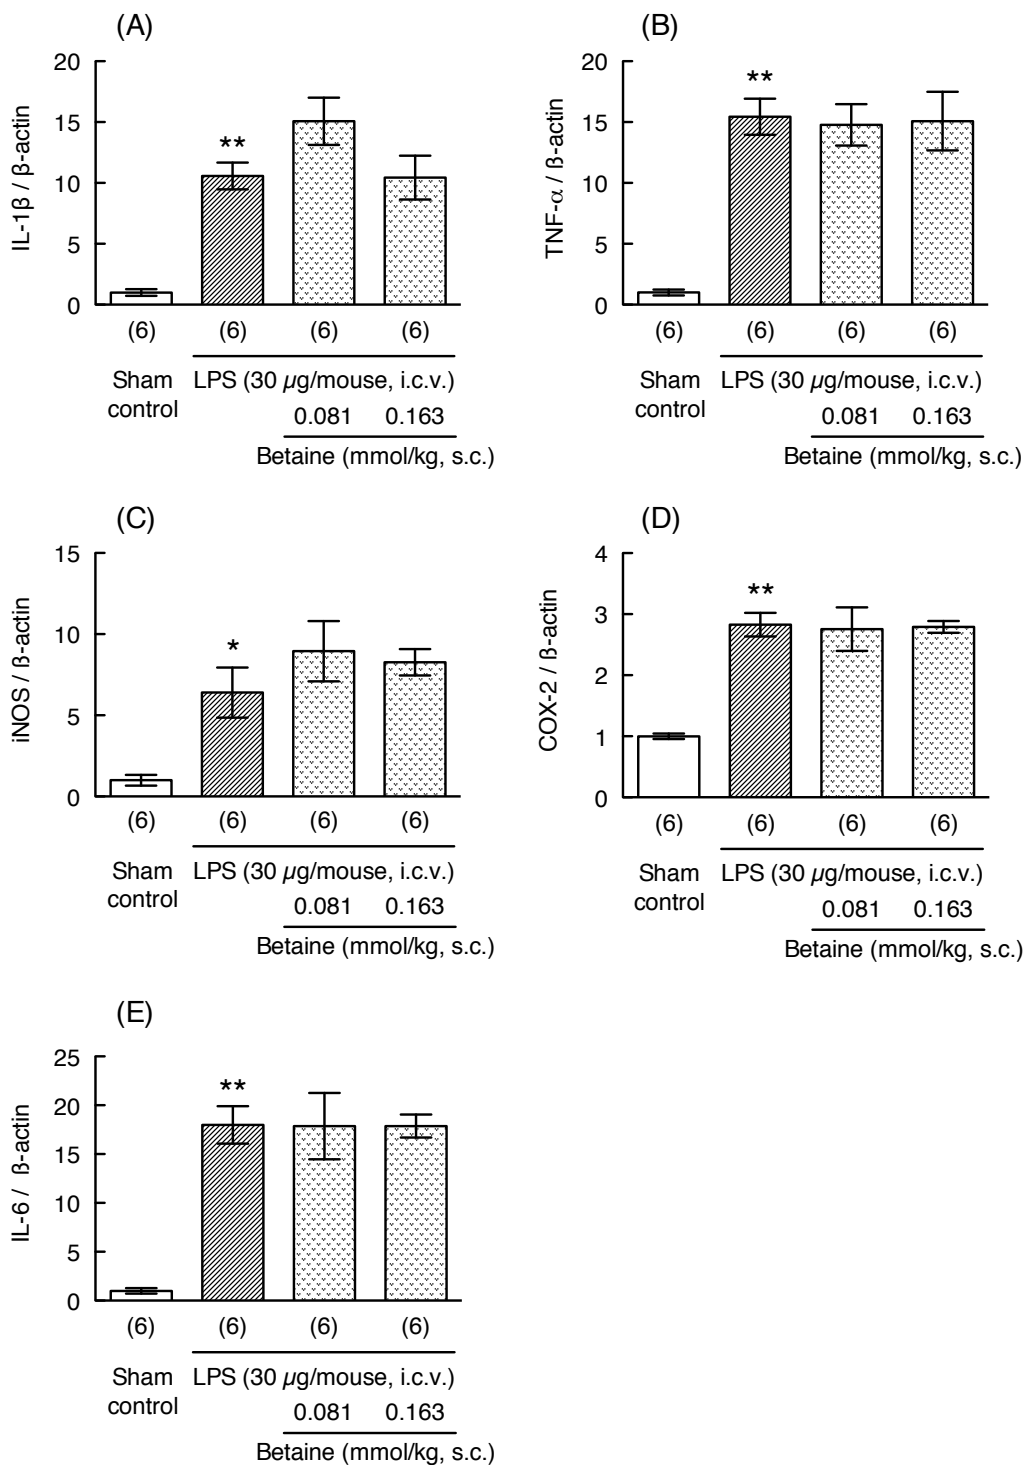 (A)
IL-1β / β-actin
20
15
10
5
0
**
(6) (6) (6) (6)
Sham control
LPS (30 µg/mouse, i.c.v.)
0.081 0.163
Betaine (mmol/kg, s.c.)
(B)
TNF-α / ß-actin
20
15
10
5
0
**
(6) (6) (6) (6)
Sham control
LPS (30 µg/mouse, i.c.v.)
0.081 0.163
Betaine (mmol/kg, s.c.)
(C)
iNOS / ß-actin
15
10
5
0
*
(6) (6) (6) (6)
Sham control
LPS (30 µg/mouse, i.c.v.)
0.081 0.163
Betaine (mmol/kg, s.c.)
(D)
COX-2 / ß-actin
4
3
2
1
0
**
(6) (6) (6) (6)
Sham control
LPS (30 µg/mouse, i.c.v.)
0.081 0.163
Betaine (mmol/kg, s.c.)
(E)
IL-6 / ß-actin
25
20
15
10
5
0
**
(6) (6) (6) (6)
Sham control
LPS (30 µg/mouse, i.c.v.)
0.081 0.163
Betaine (mmol/kg, s.c.)